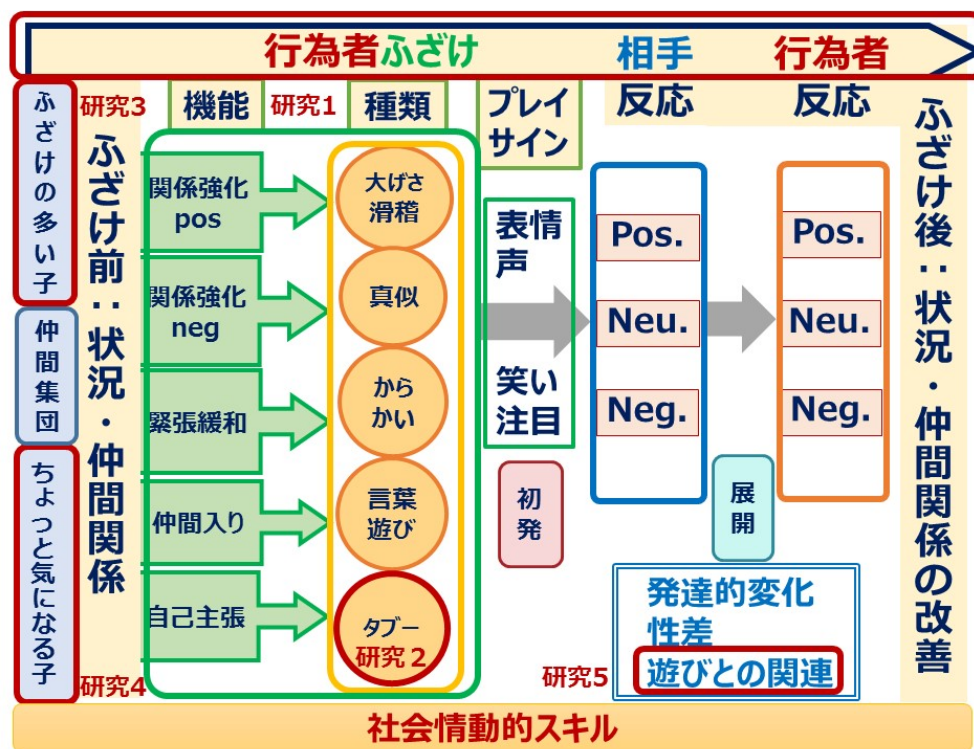 行為者ふざけ
相手
行為者
研究3
機能
研究1
種類
プレイ
サイン
反応
反応
ふざけの多い子
仲間集団
ちょっと気になる子
ふざけ前：状況・仲間関係
関係強化
pos
関係強化
neg
緊張緩和
仲間入り
自己主張
大げさ
滑稽
真似
から
かい
言葉
遊び
タブー
研究２
表情
声
笑い
注目
初発
Pos.
Neu.
Neg.
展開
Pos.
Neu.
Neg.
ふざけ後：状況・仲間関係の改善
研究4
研究5
発達的変化
性差
遊びとの関連
社会情動的スキル